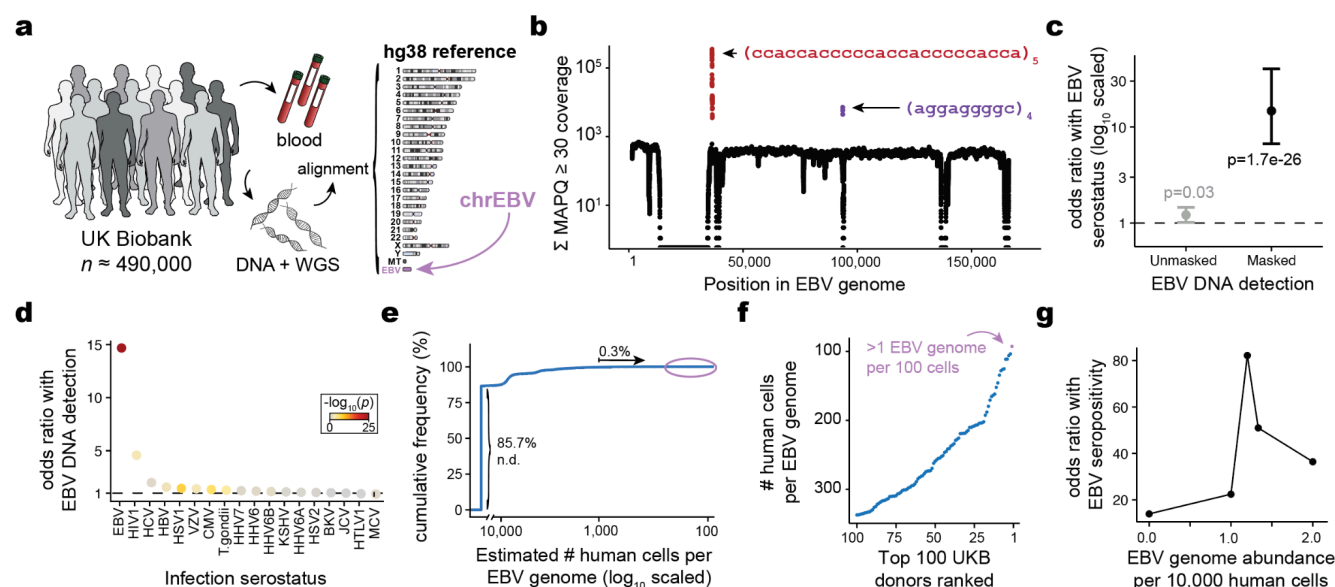 a
UK Biobank
n ≈ 490,000
blood
DNA + WGS
alignment
hg38 reference
1
2
3
4
5
6
7
8
9
10
11
12
13
14
15
16
17
18
19
20
21
22
X
Y
MT
EBV
chrEBV
b
Σ MAPQ ≥ 30 coverage
10^5
10^3
10^1
(ccaccacccccaccaccccccacca)5
(aggaggggc)4
1
50,000
100,000
150,000
Position in EBV genome
c
odds ratio with EBV
serostatus (log10 scaled)
30
10
3
1
p=0.03
p=1.7e-26
Unmasked
Masked
EBV DNA detection
d
odds ratio with
EBV DNA detection
15
10
5
1
-log10(p)
0
25
EBV
HIV1
HCV
HBV
HSV1
VZV
CMV
T.gondii
HHV7
HHV6
HHV6B
KSHV
HHV6A
HSV2
BKV
JCV
HTLV1
MCV
Infection serostatus
e
cumulative frequency (%)
100
75
50
25
0
0.3%
85.7%
n.d.
10,000
1,000
100
Estimated # human cells per
EBV genome (log10 scaled)
f
# human cells
per EBV genome
100
200
300
>1 EBV genome
per 100 cells
100
75
50
25
1
Top 100 UKB
donors ranked
g
odds ratio with
EBV seropositivity
80
60
40
20
0.0
1.0
2.0
EBV genome abundance
per 10,000 human cells